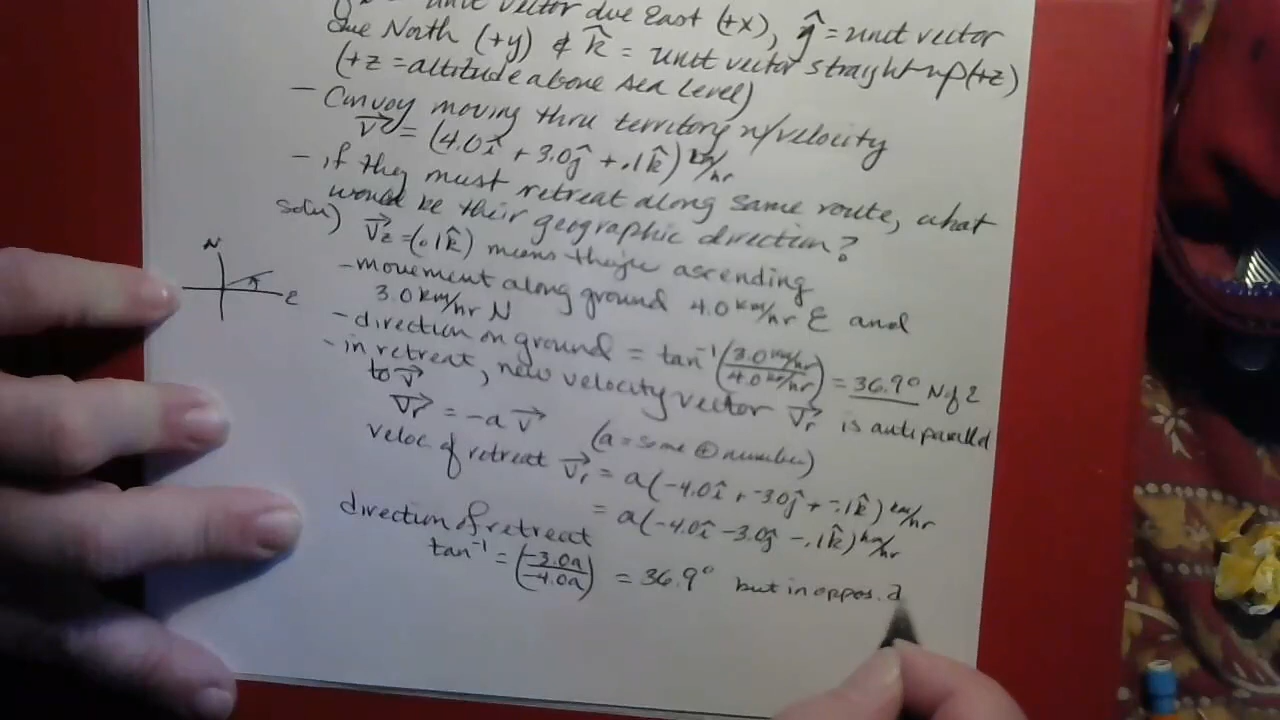 unit vector due East (+x), ĵ = unit vector
due North (+y) & k̂ = unit vector straight up (+z)
(+z = altitude above sea level)
- Convoy moving thru territory w/velocity
v⃗ = (4.0î + 3.0ĵ + .1k̂) km/hr
- if they must retreat along same route, what
would be their geographic direction?
soln) v⃗z = (.1k̂) means they're ascending
- movement along ground 4.0 km/hr E and
3.0 km/hr N
N
E
- direction on ground = tan⁻¹ (3.0 km/hr / 4.0 km/hr) = 36.9° N of E
- in retreat, new velocity vector v⃗r is antiparallel
to v⃗
v⃗r = -a v⃗ (a = some ⊕ number)
veloc of retreat v⃗r = a(-4.0î + -3.0ĵ + -.1k̂) km/hr
= a(-4.0î - 3.0ĵ - .1k̂) km/hr
direction of retreat
tan⁻¹ = (-3.0a / -4.0a) = 36.9° but in oppos. d